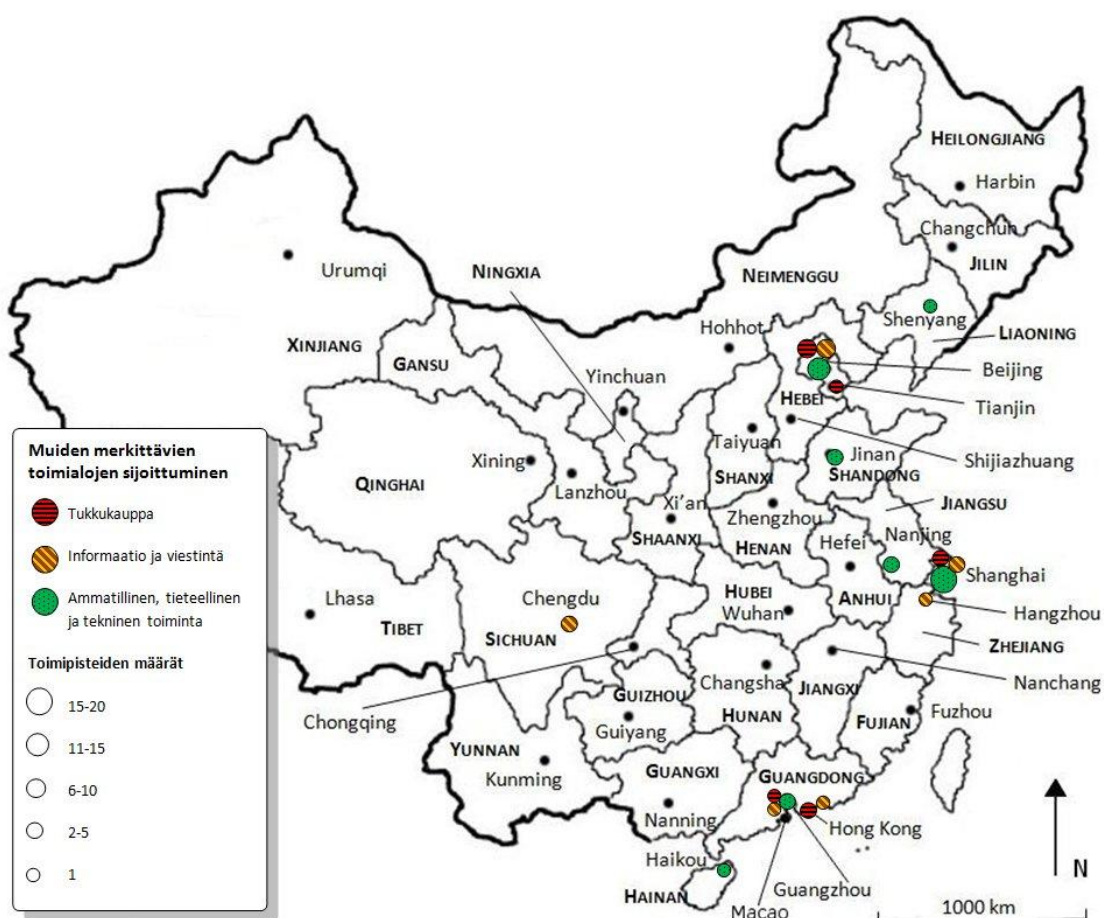 HEILONGJIANG
Harbin
Changchun
JILIN
Urumqi
NINGXIA
NEIMENGGU
Shenyang
LIAONING
Hohhot
XINJIANG
GANSU
Beijing
Yinchuan
HEBEI
Tianjin
Taiyuan
Jinan
Shijiazhuang
Xining
SHANXI
SHANDONG
QINGHAI
Lanzhou
Xi'an
Zhengzhou
JIANGSU
SHAANXI
HENAN
Hefei
Nanjing
Shanghai
Lhasa
Chengdu
HUBEI
Wuhan
ANHUI
Hangzhou
TIBET
SICHUAN
ZHEJIANG
Changsha
JIANGXI
Nanchang
GUIZHOU
Chongqing
Guiyang
HUNAN
FUJIAN
Fuzhou
YUNNAN
Kunming
GUANGXI
GUANGDONG
Nanning
Hong Kong
Haikou
Guangzhou
HAINAN
Macao
N
1000 km
Muiden merkittävien
toimialojen sijoittuminen
Tukkukauppa
Informaatio ja viestintä
Ammatillinen, tieteellinen
ja tekninen toiminta
Toimipisteiden määrät
15-20
11-15
6-10
2-5
1